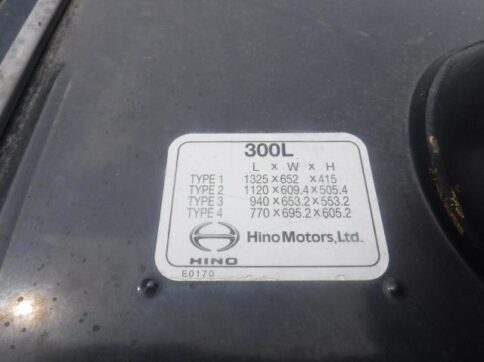 300L
L × W × H
TYPE 1 1325×652 ×415
TYPE 2 1120×609.4×505.4
TYPE 3 940×653.2×553.2
TYPE 4 770×695.2×605.2
HINO Hino Motors, Ltd.
E0170